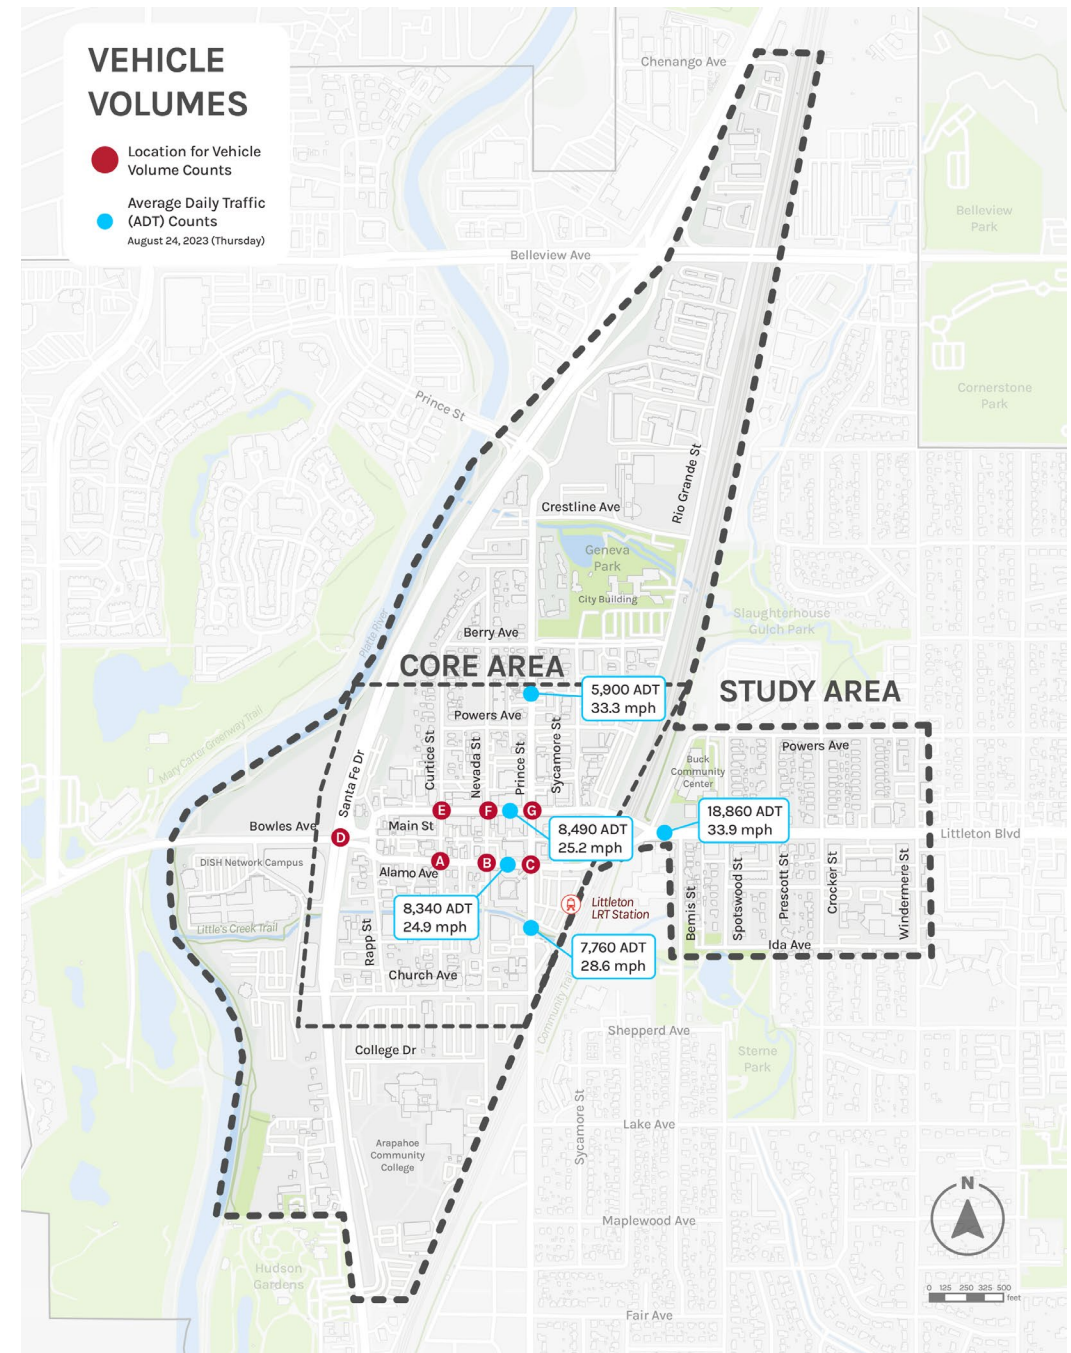 VEHICLE
VOLUMES
Location for Vehicle
Volume Counts
Average Daily Traffic
(ADT) Counts
August 24, 2023 (Thursday)
Chenango Ave
Belleview
Park
Belleview Ave
Cornerstone
Park
Prince St
Rio Grande St
Crestline Ave
Geneva
Park
City Building
Slaughterhouse
Gulch Park
Platte River
Berry Ave
CORE AREA
STUDY AREA
5,900 ADT
33.3 mph
Powers Ave
Mary Carter Greenway Trail
Curtice St
Nevada St
Prince St
Sycamore St
Santa Fe Dr
Powers Ave
Buck
Community
Center
E
F
G
18,860 ADT
33.9 mph
Bowles Ave
Main St
8,490 ADT
25.2 mph
Littleton Blvd
D
DISH Network Campus
A
B
C
Alamo Ave
8,340 ADT
24.9 mph
Littleton
LRT Station
Bemis St
Spotswood St
Prescott St
Crocker St
Windermere St
Little's Creek Trail
Rapp St
7,760 ADT
28.6 mph
Ida Ave
Church Ave
Community Trail
Shepperd Ave
College Dr
Sterne
Park
Sycamore St
Lake Ave
Arapahoe
Community
College
N
Maplewood Ave
Hudson
Gardens
0 125 250 325 500
feet
Fair Ave